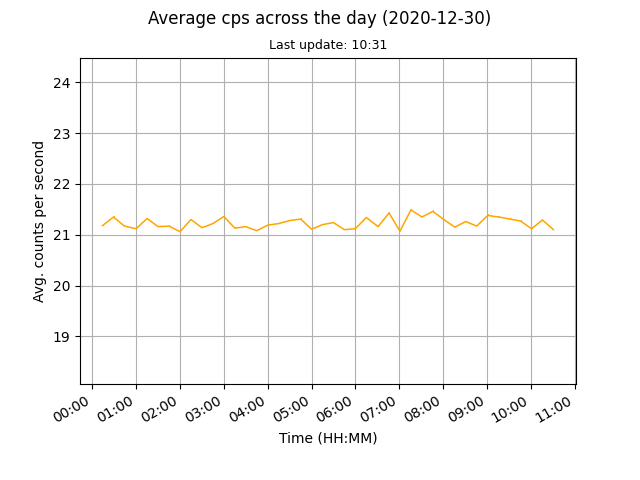 Average cps across the day (2020-12-30)
Last update: 10:31
24
23
22
21
20
19
Avg. counts per second
00:00 01:00 02:00 03:00 04:00 05:00 06:00 07:00 08:00 09:00 10:00 11:00
Time (HH:MM)